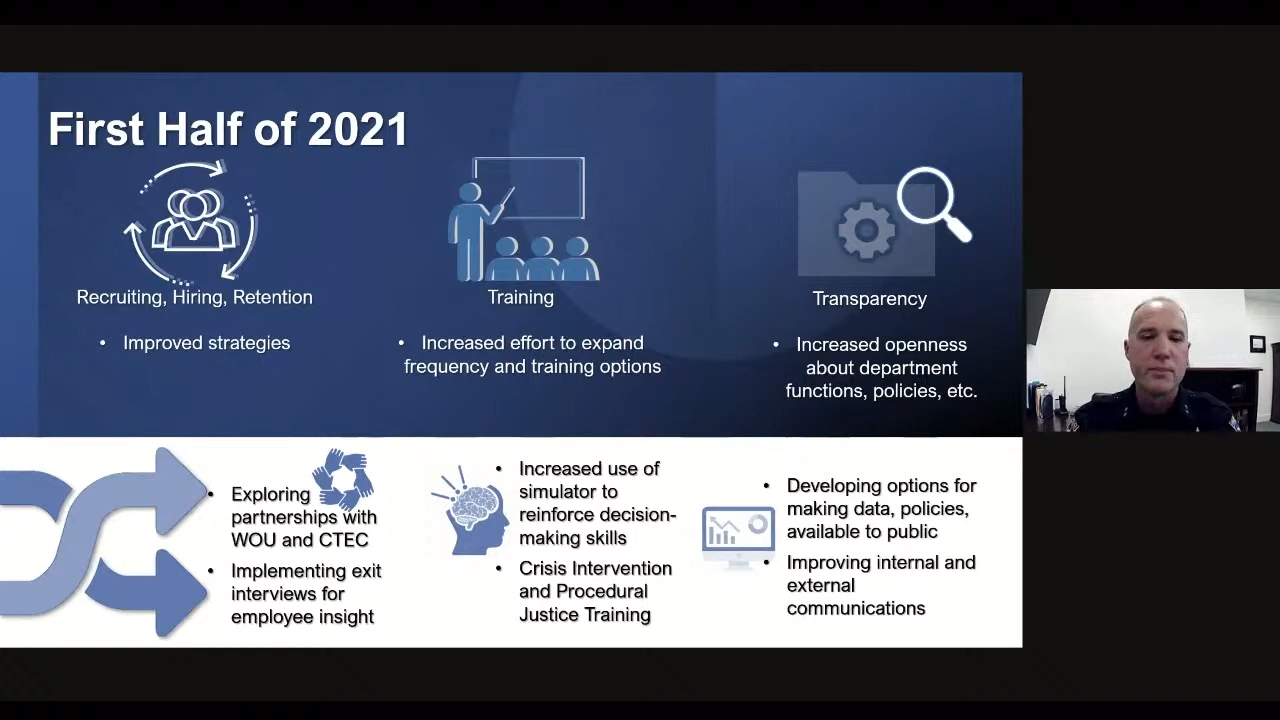 First Half of 2021
Recruiting, Hiring, Retention
• Improved strategies
Training
• Increased effort to expand
frequency and training options
Transparency
• Increased openness
about department
functions, policies, etc.
• Exploring
partnerships with
WOU and CTEC
• Implementing exit
interviews for
employee insight
• Increased use of
simulator to
reinforce decision-
making skills
• Crisis Intervention
and Procedural
Justice Training
• Developing options for
making data, policies,
available to public
• Improving internal and
external
communications